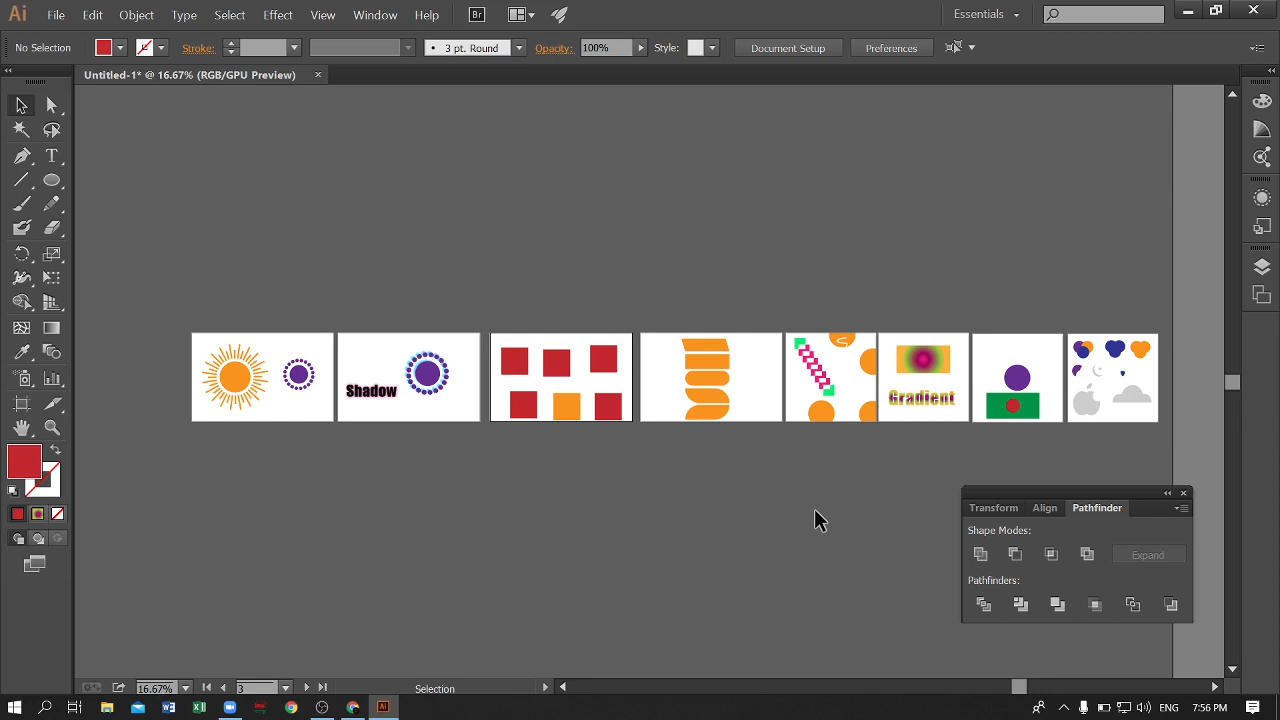 Ai File Edit Object Type Select Effect View Window Help Br Essentials
No Selection Stroke: 3 pt. Round Opacity: 100% Style: Document Setup Preferences
Untitled-1* @ 16.67% (RGB/GPU Preview)
Shadow
Gradient
Transform Align Pathfinder
Shape Modes:
Expand
Pathfinders:
16.67% 3 Selection
ENG 7:56 PM